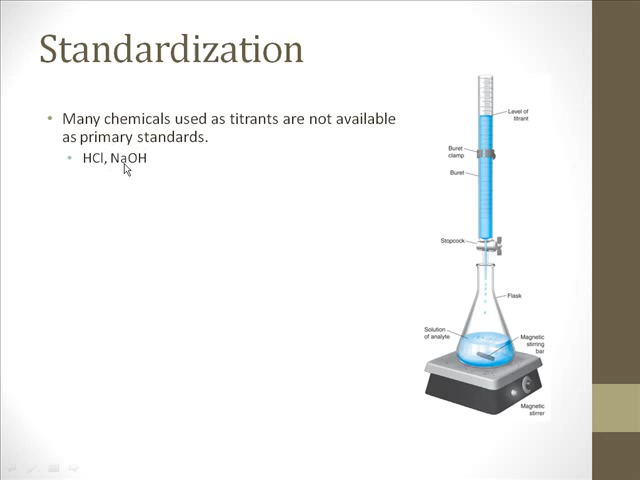 Standardization
• Many chemicals used as titrants are not available
as primary standards.
• HCl, NaOH
Level of
titrant
Buret
clamp
Buret
Stopcock
Flask
Solution
of analyte
Magnetic
stirring
bar
Magnetic
stirrer